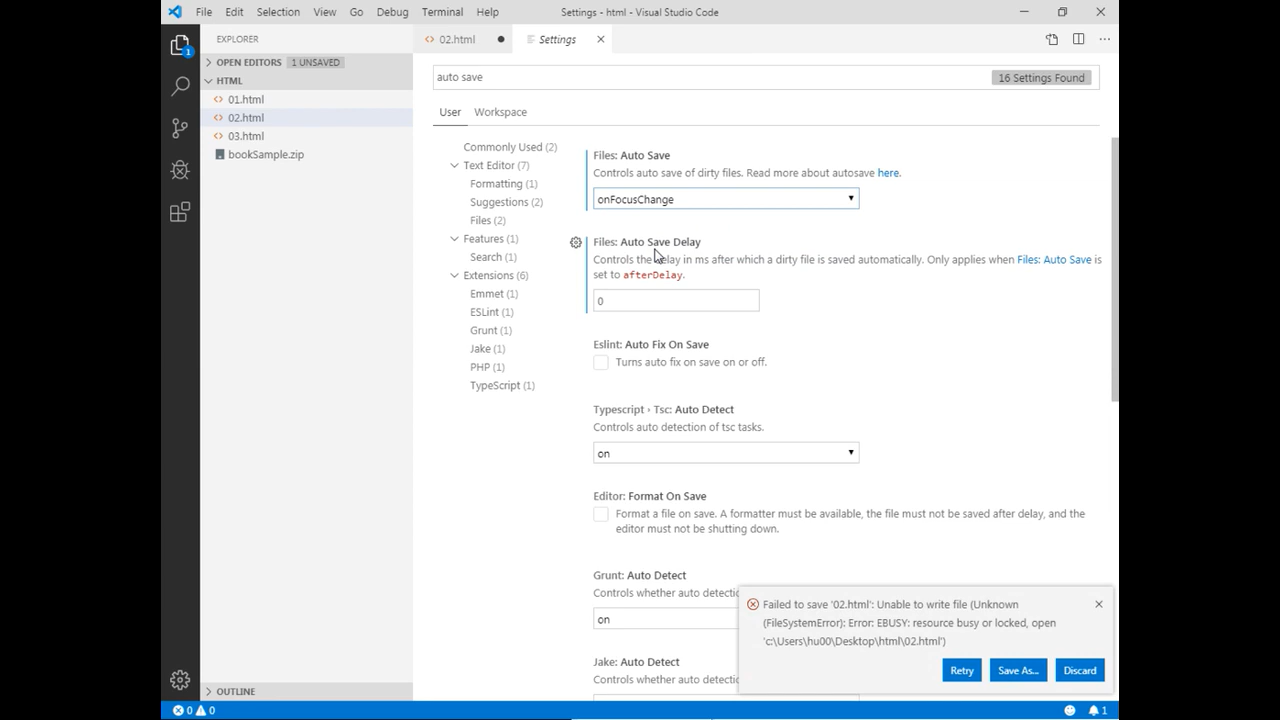 File Edit Selection View Go Debug Terminal Help Settings - html - Visual Studio Code
EXPLORER
02.html
Settings
OPEN EDITORS 1 UNSAVED
HTML
01.html
02.html
03.html
bookSample.zip
OUTLINE
1
auto save
16 Settings Found
User Workspace
Commonly Used (2)
Text Editor (7)
Formatting (1)
Suggestions (2)
Files (2)
Features (1)
Search (1)
Extensions (6)
Emmet (1)
ESLint (1)
Grunt (1)
Jake (1)
PHP (1)
TypeScript (1)
Files: Auto Save
Controls auto save of dirty files. Read more about autosave here.
onFocusChange
Files: Auto Save Delay
Controls the delay in ms after which a dirty file is saved automatically. Only applies when Files: Auto Save is
set to afterDelay.
0
Eslint: Auto Fix On Save
Turns auto fix on save on or off.
Typescript › Tsc: Auto Detect
Controls auto detection of tsc tasks.
on
Editor: Format On Save
Format a file on save. A formatter must be available, the file must not be saved after delay, and the
editor must not be shutting down.
Grunt: Auto Detect
Controls whether auto detectio
on
Jake: Auto Detect
Controls whether auto detectio
Failed to save '02.html': Unable to write file (Unknown
(FileSystemError): Error: EBUSY: resource busy or locked, open
'c:\Users\hu00\Desktop\html\02.html')
Retry Save As... Discard
0 0
1